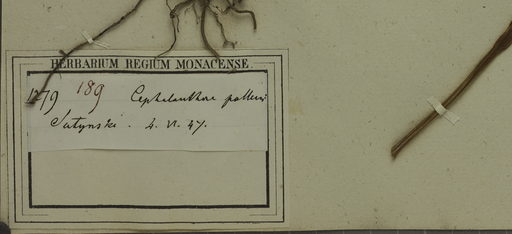 HERBARIUM REGIUM MONACENSE.
1279 189 Cephalanthera pallens
Sutynski. 4. VI. 47.